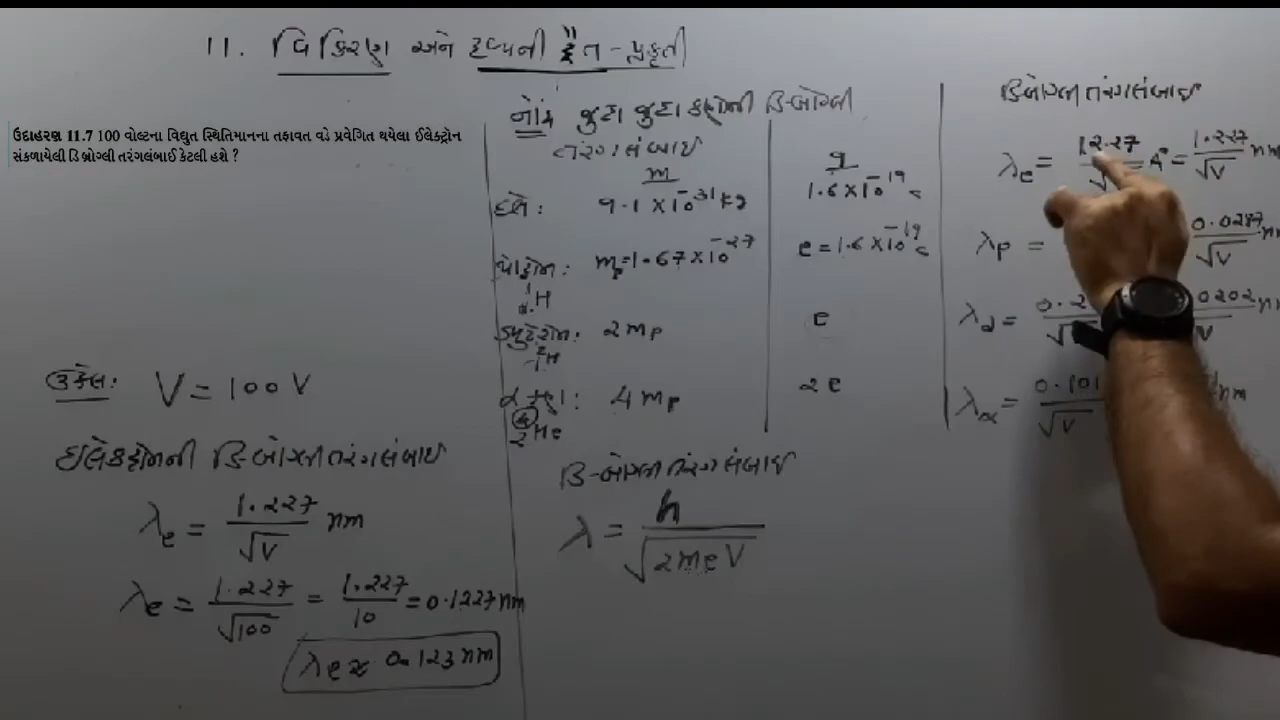 11. વિકિરણ અને દ્રવ્યની દ્વૈત - પ્રકૃતી
ઉદાહરણ 11.7 100 વોલ્ટના વિદ્યુત સ્થિતિમાનના તફાવત વડે પ્રવેગિત થયેલા ઈલેક્ટ્રૉન
સંકળાયેલી ડિ બ્રોગ્લી તરંગલંબાઈ કેટલી હશે ?
ઉકેલ: V = 100 V
ઈલેક્ટ્રોનની ડિ-બ્રોગ્લી તરંગલંબાઈ
λe = 1.227 / √V nm
λe = 1.227 / √100 = 1.227 / 10 = 0.1227 nm
λe ≈ 0.123 nm
નોંધ જુદા જુદા કણોની ડિ-બ્રોગ્લી
તરંગલંબાઈ
m q
ઈલે: 9.1 × 10^-31 kg 1.6 × 10^-19 C
પ્રોટ્રોન: mp = 1.67 × 10^-27 e = 1.6 × 10^-19 C
H
ડ્યુટેરોન: 2mp e
H
α કણ: 4mp 2e
He
ડિ-બ્રોગ્લી તરંગલંબાઈ
λ = h / √2meV
ડિબ્રોગ્લી તરંગલંબાઈ
λe = 12.27 / √ A° = 1.227 / √V nm
λp = 0.0287 / √V nm
λd = 0.2 / √ 0202 / √V n
λα = 0.101 / √V nm